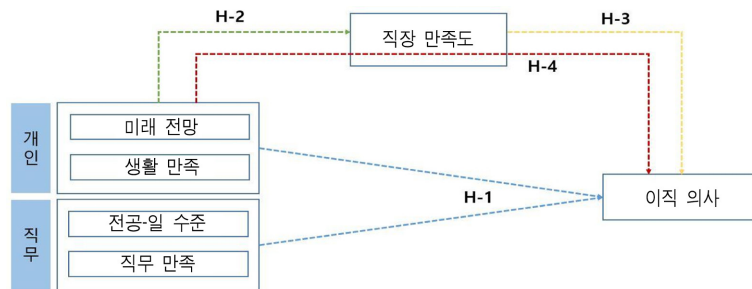 H-2
직장 만족도
H-3
H-4
개인
미래 전망
생활 만족
H-1
이직 의사
직무
전공-일 수준
직무 만족